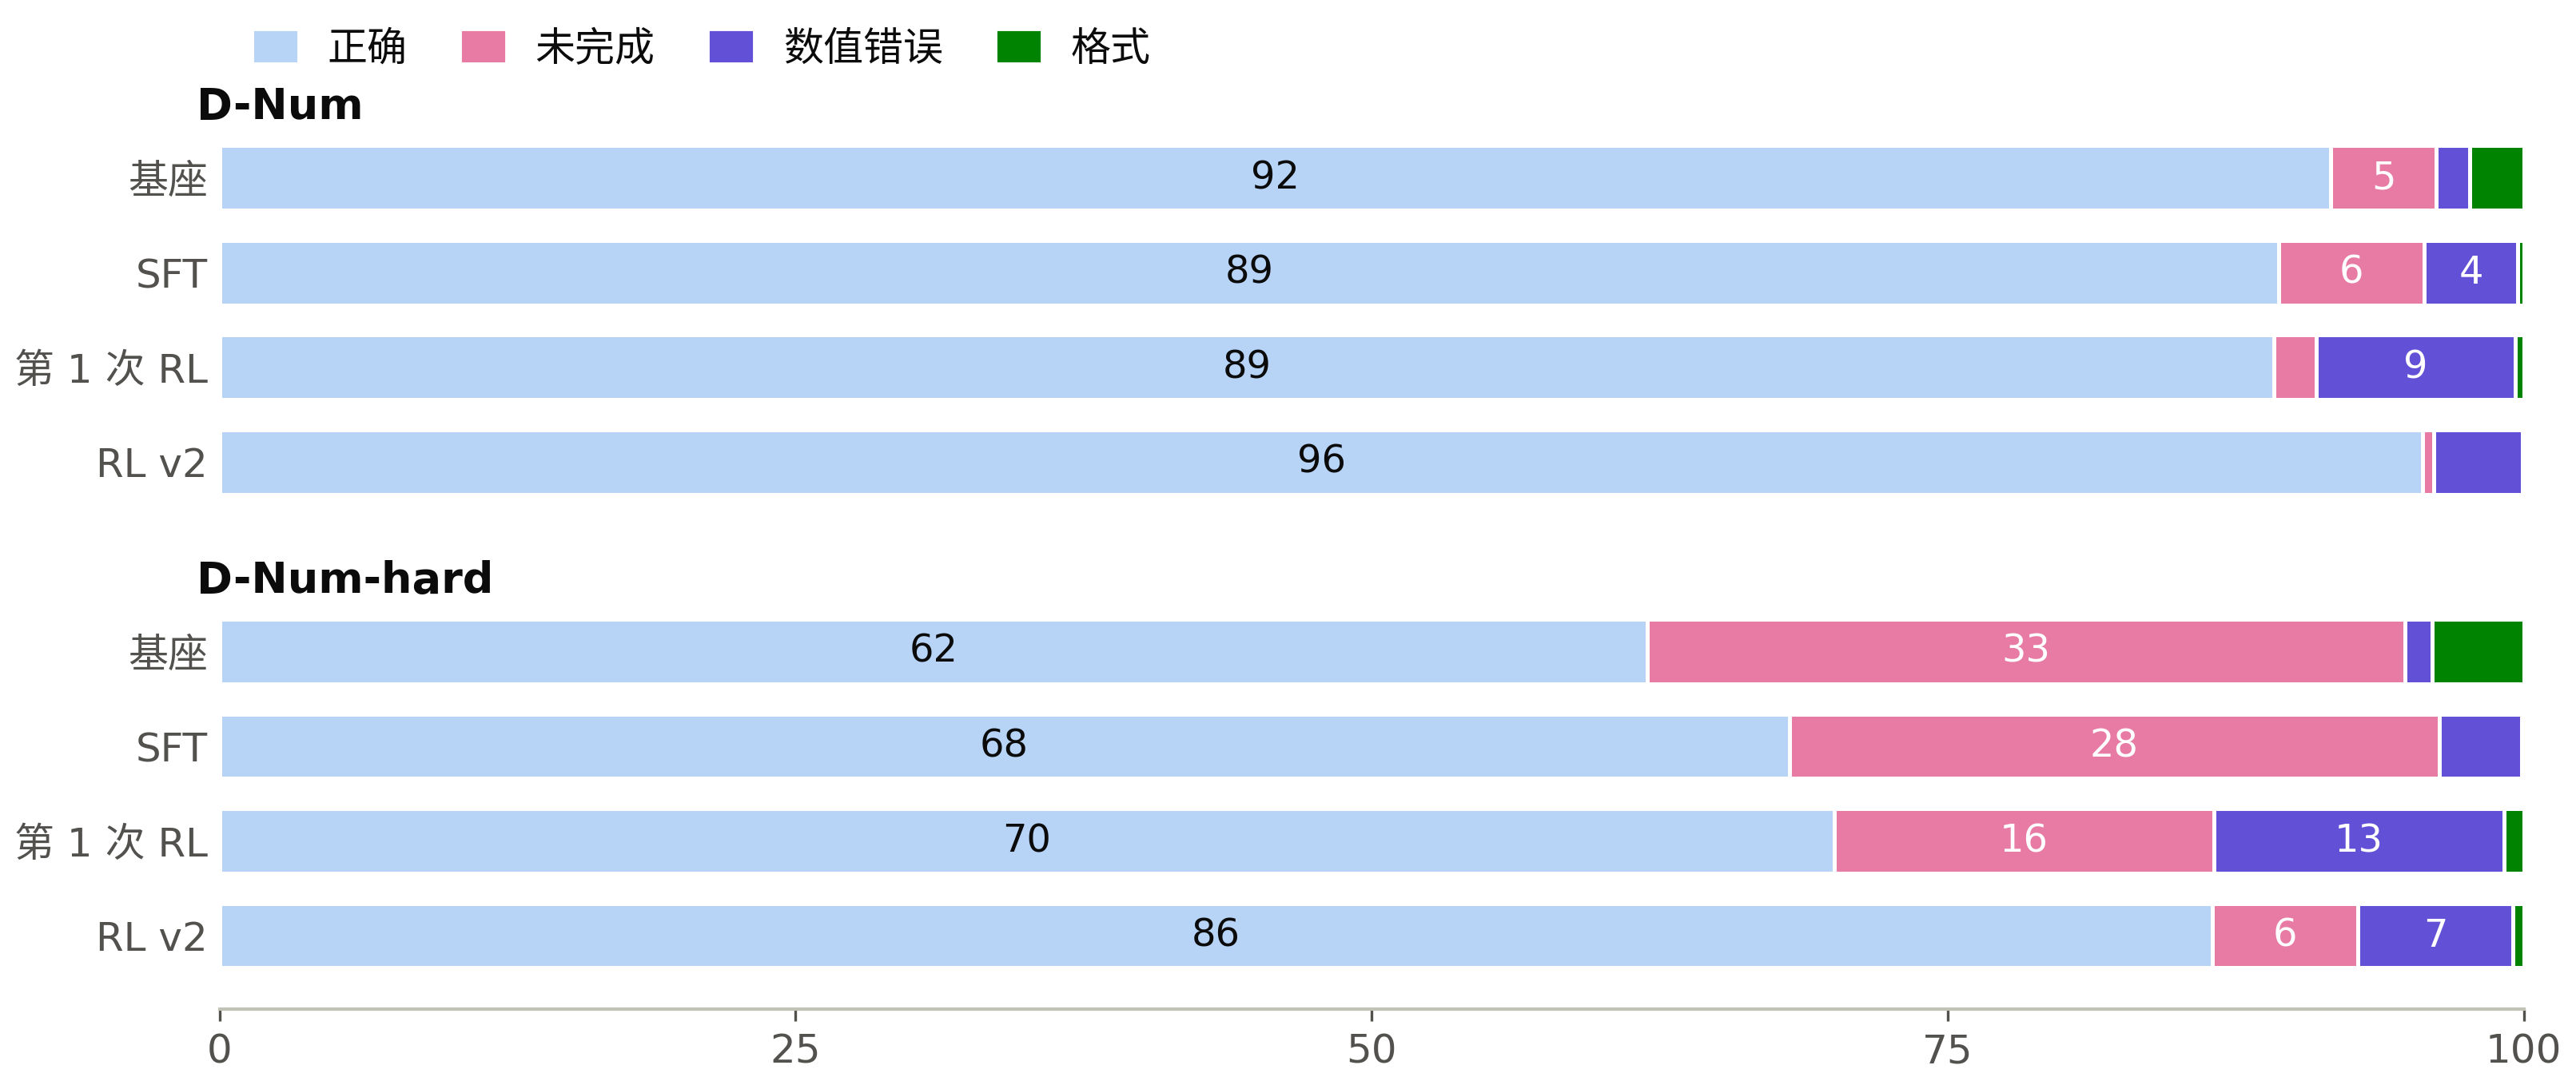 正确 未完成 数值错误 格式
D-Num
基座 92 5
SFT 89 6 4
第 1 次 RL 89 9
RL v2 96
D-Num-hard
基座 62 33
SFT 68 28
第 1 次 RL 70 16 13
RL v2 86 6 7
0 25 50 75 100